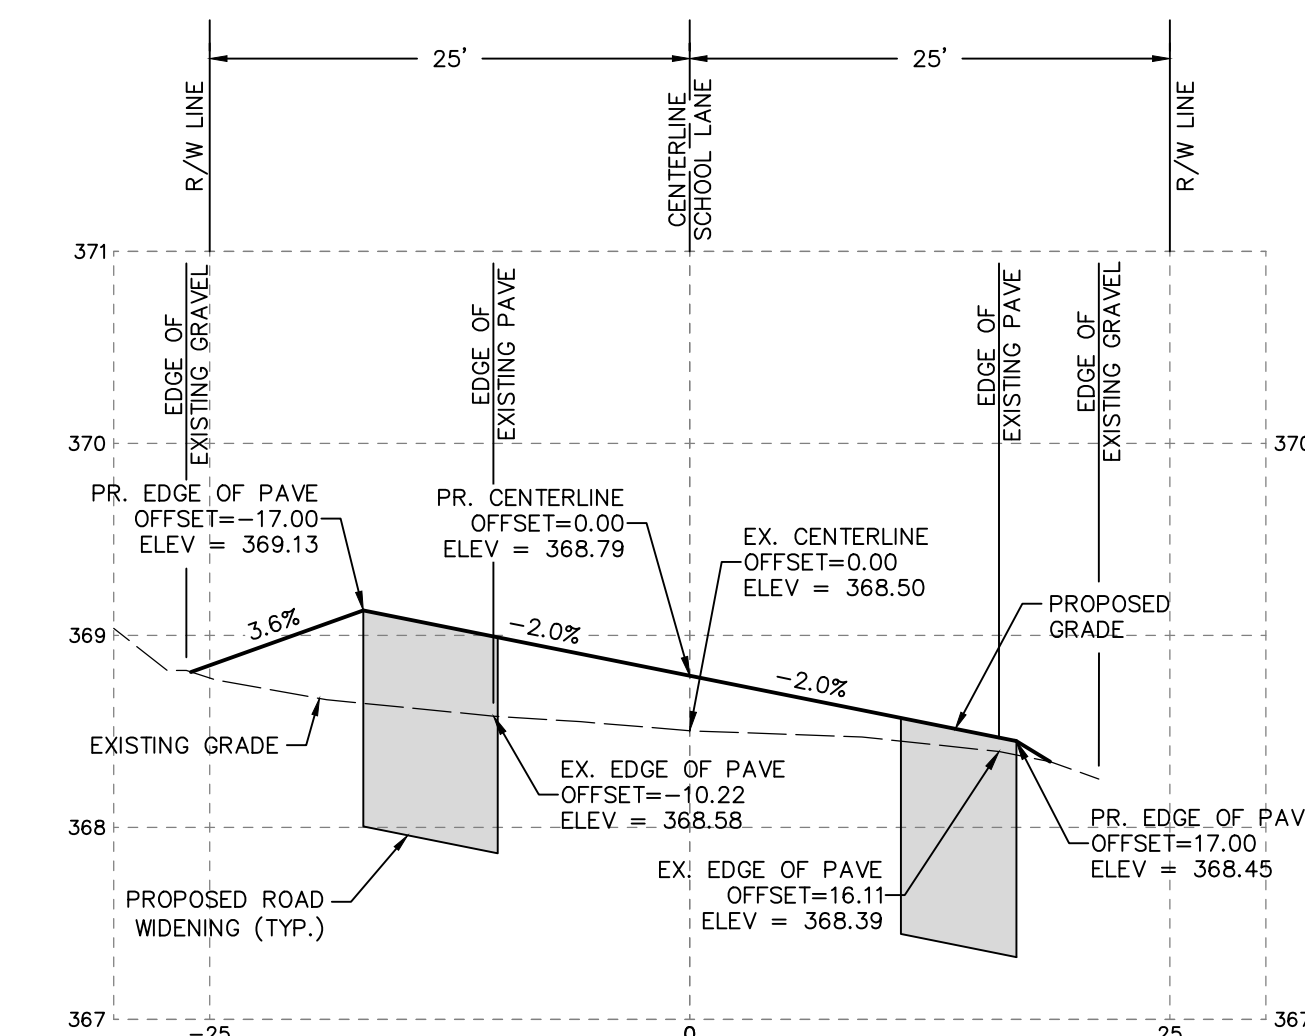 25’
25’
R/W LINE
CENTERLINE
SCHOOL LANE
R/W LINE
371
EDGE OF
EXISTING GRAVEL
EDGE OF
EXISTING PAVE
EDGE OF
EXISTING PAVE
EDGE OF
EXISTING GRAVEL
370
370
PR. EDGE OF PAVE
OFFSET=-17.00
ELEV = 369.13
PR. CENTERLINE
OFFSET=0.00
ELEV = 368.79
EX. CENTERLINE
OFFSET=0.00
ELEV = 368.50
PROPOSED
GRADE
3.6%
-2.0%
-2.0%
369
EXISTING GRADE
EX. EDGE OF PAVE
OFFSET=-10.22
ELEV = 368.58
368
PR. EDGE OF PAV
OFFSET=17.00
ELEV = 368.45
EX. EDGE OF PAVE
OFFSET=16.11
ELEV = 368.39
PROPOSED ROAD
WIDENING (TYP.)
367
367
-25
0
25